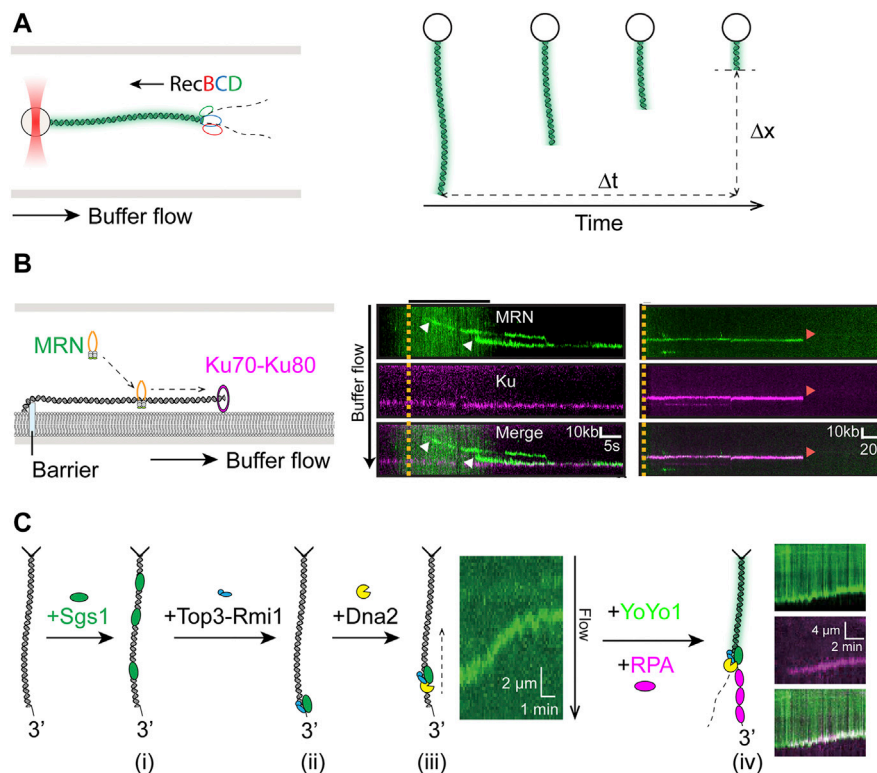 A
RecBCD
Buffer flow
Δx
Δt
Time
B
MRN
Ku70-Ku80
Barrier
Buffer flow
Buffer flow
MRN
Ku
Merge
10kb
5s
10kb
20
C
+Sgs1
+Top3-Rmi1
+Dna2
Flow
2 μm
1 min
+YoYo1
+RPA
4 μm
2 min
3’
3’
3’
3’
3’
(i)
(ii)
(iii)
(iv)